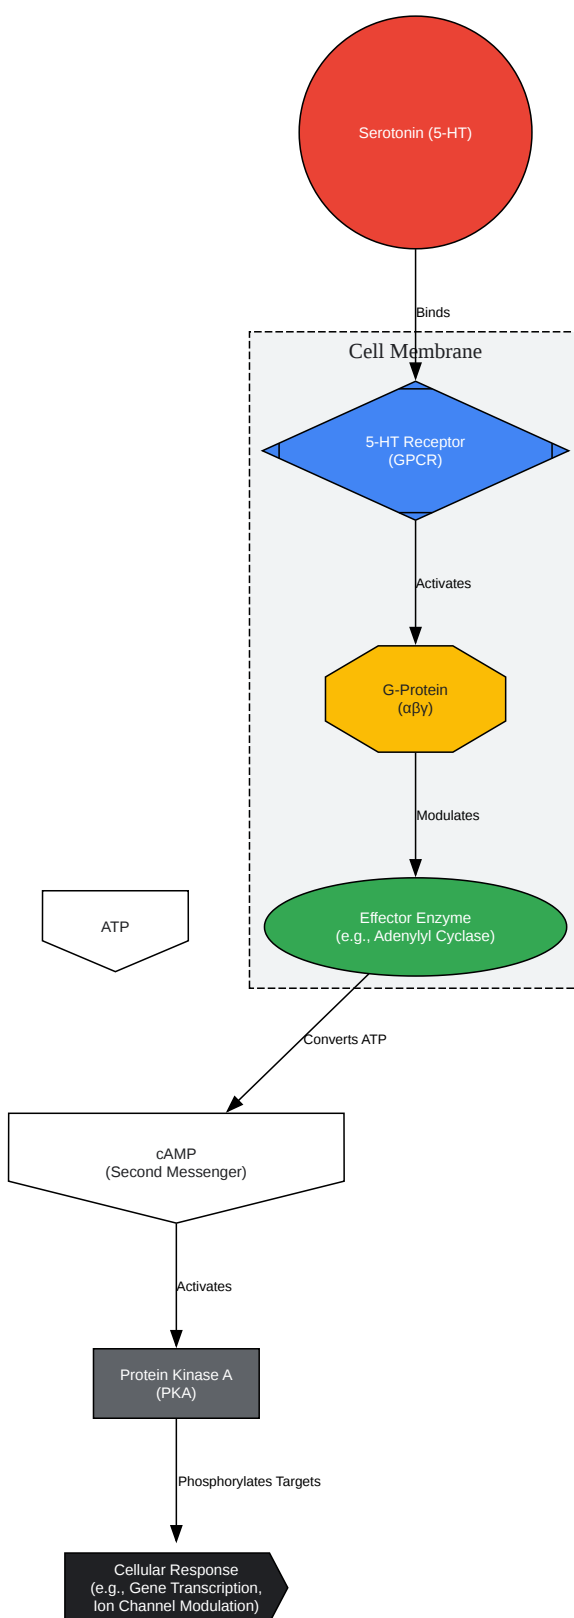 Serotonin (5-HT)
Binds
Cell Membrane
5-HT Receptor
(GPCR)
Activates
G-Protein
(αβγ)
Modulates
ATP
Effector Enzyme
(e.g., Adenylyl Cyclase)
Converts ATP
cAMP
(Second Messenger)
Activates
Protein Kinase A
(PKA)
Phosphorylates Targets
Cellular Response
(e.g., Gene Transcription,
Ion Channel Modulation)